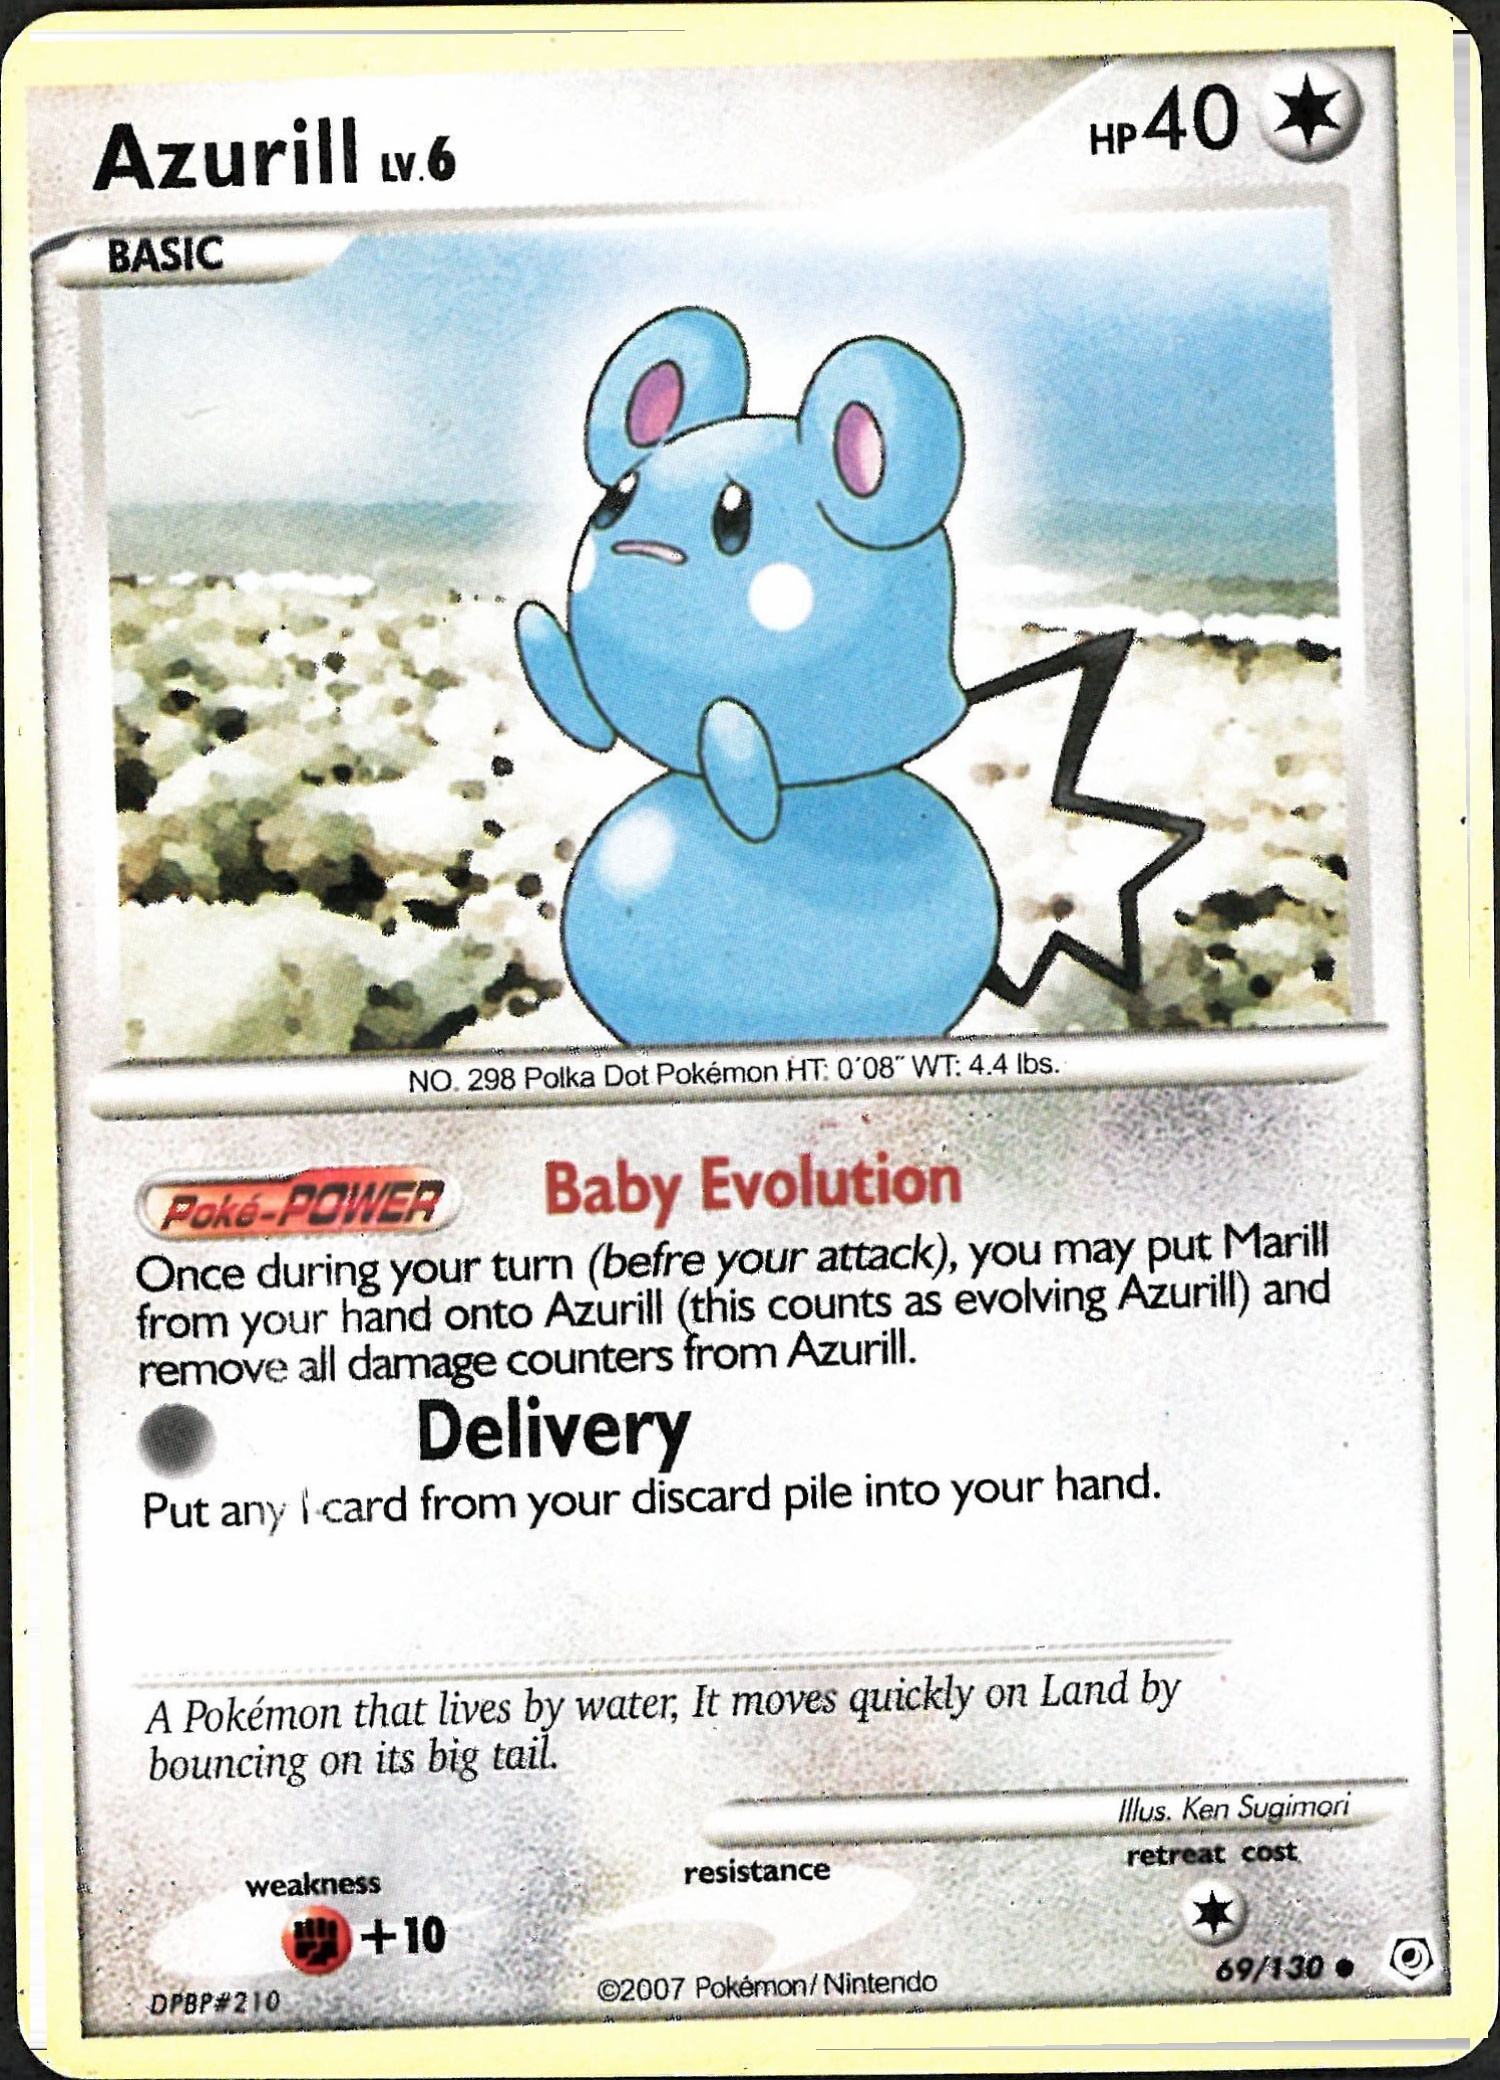 Azurill LV.6
HP 40
BASIC
NO. 298 Polka Dot Pokémon HT: 0'08" WT: 4.4 lbs.
Poké-POWER Baby Evolution
Once during your turn (befre your attack), you may put Marill
from your hand onto Azurill (this counts as evolving Azurill) and
remove all damage counters from Azurill.
Delivery
Put any 1 card from your discard pile into your hand.
A Pokémon that lives by water, It moves quickly on Land by
bouncing on its big tail.
Illus. Ken Sugimori
weakness
resistance
retreat cost
+10
69/130
DPBP#210
©2007 Pokémon/Nintendo